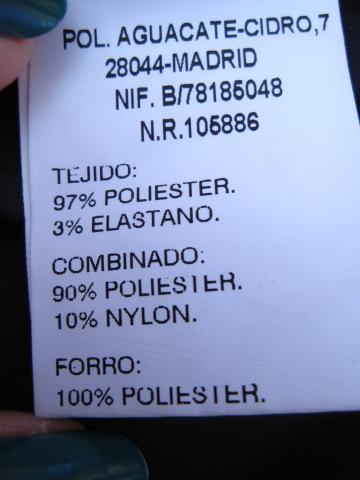 POL. AGUACATE-CIDRO,7
28044-MADRID
NIF. B/78185048
N.R.105886
TEJIDO:
97% POLIESTER.
3% ELASTANO.
COMBINADO:
90% POLIESTER.
10% NYLON.
FORRO:
100% POLIESTER.